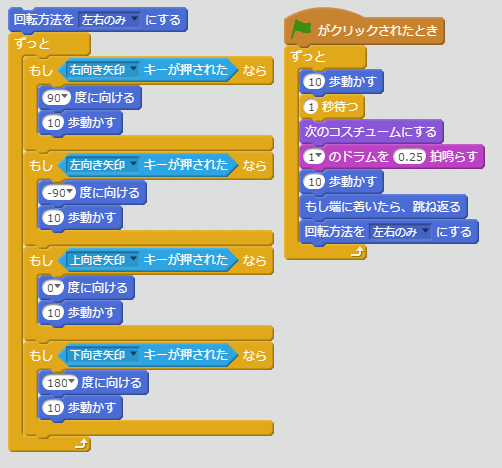 回転方法を 左右のみ にする
ずっと
もし 右向き矢印 キーが押された なら
90 度に向ける
10 歩動かす
もし 左向き矢印 キーが押された なら
-90 度に向ける
10 歩動かす
もし 上向き矢印 キーが押された なら
0 度に向ける
10 歩動かす
もし 下向き矢印 キーが押された なら
180 度に向ける
10 歩動かす
がクリックされたとき
ずっと
10 歩動かす
1 秒待つ
次のコスチュームにする
1 のドラムを 0.25 拍鳴らす
10 歩動かす
もし端に着いたら、跳ね返る
回転方法を 左右のみ にする